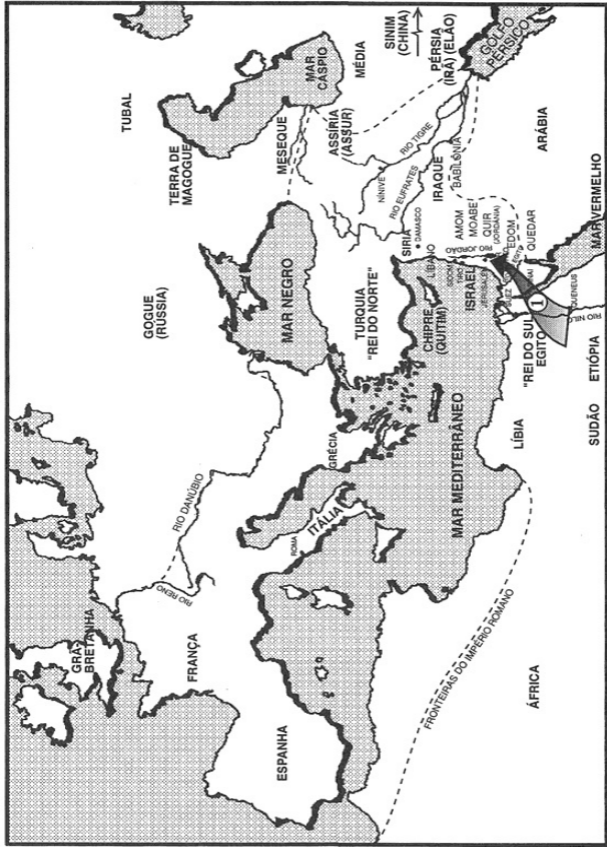 TUBAL
TERRA DE
MAGOGUE
GOGUE
(RÚSSIA)
GRÃ-
BRETANHA
RIO RENO
RIO DANÚBIO
FRANÇA
ESPANHA
ITÁLIA
ROMA
GRÉCIA
MAR NEGRO
MAR
CÁSPIO
MESEQUE
MÉDIA
SINIM
(CHINA)
PÉRSIA
(IRÃ) (ELÃO)
GOLFO
PÉRSICO
ASSÍRIA
(ASSUR)
NÍNIVE
RIO TIGRE
RIO EUFRATES
IRAQUE
BABILÔNIA
ARÁBIA
TURQUIA
"REI DO NORTE"
CHIPRE
(QUITIM)
SÍRIA
DAMASCO
LÍBANO
SIDOM
TIRO
ISRAEL
JERUSALÉM
RIO JORDÃO
AMOM
MOABE
QUIR
(JORDÂNIA)
EDOM
QUEDAR
MAR VERMELHO
MAR MEDITERRÂNEO
SUEZ
1
"REI DO SUL"
EGITO
RIO NILO
LÍBIA
SUDÃO
ETIÓPIA
ÁFRICA
FRONTEIRAS DO IMPÉRIO ROMANO